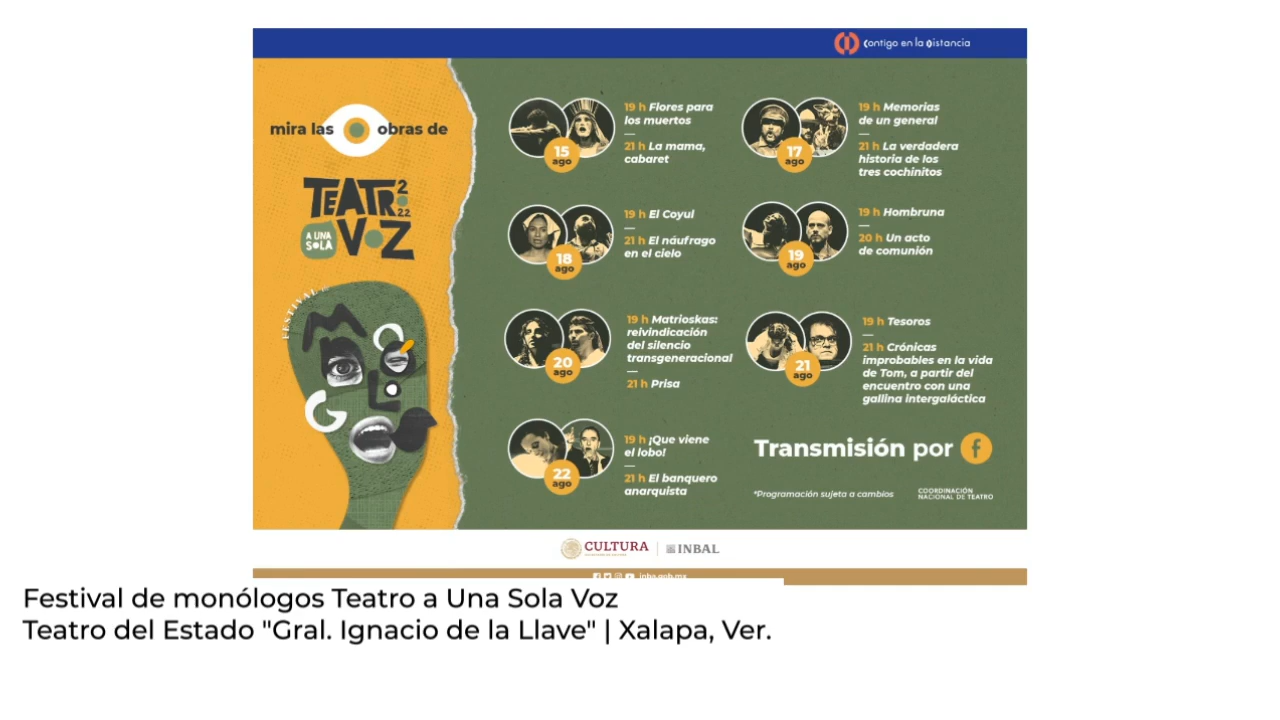 Contigo en la Distancia
mira las obras de
TEATRO 2022
A UNA SOLA VOZ
FESTIVAL
MONÓLOGOS
15 ago
19 h Flores para
los muertos
21 h La mama,
cabaret
17 ago
19 h Memorias
de un general
21 h La verdadera
historia de los
tres cochinitos
18 ago
19 h El Coyul
21 h El náufrago
en el cielo
19 ago
19 h Hombruna
20 h Un acto
de comunión
20 ago
19 h Matrioskas:
reivindicación
del silencio
transgeneracional
21 h Prisa
21 ago
19 h Tesoros
21 h Crónicas
improbables en la vida
de Tom, a partir del
encuentro con una
gallina intergaláctica
22 ago
19 h ¡Que viene
el lobo!
21 h El banquero
anarquista
Transmisión por f
*Programación sujeta a cambios
COORDINACIÓN
NACIONAL DE TEATRO
CULTURA
INBAL
inba.gob.mx
Festival de monólogos Teatro a Una Sola Voz
Teatro del Estado "Gral. Ignacio de la Llave" | Xalapa, Ver.